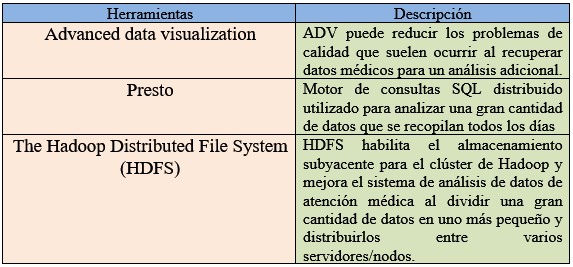 Herramientas
Descripción
Advanced data visualization
ADV puede reducir los problemas de
calidad que suelen ocurrir al recuperar
datos médicos para un análisis adicional.
Presto
Motor de consultas SQL distribuido
utilizado para analizar una gran cantidad
de datos que se recopilan todos los días
The Hadoop Distributed File System
(HDFS)
HDFS habilita el almacenamiento
subyacente para el clúster de Hadoop y
mejora el sistema de análisis de datos de
atención médica al dividir una gran
cantidad de datos en uno más pequeño y
distribuirlos entre varios
servidores/nodos.